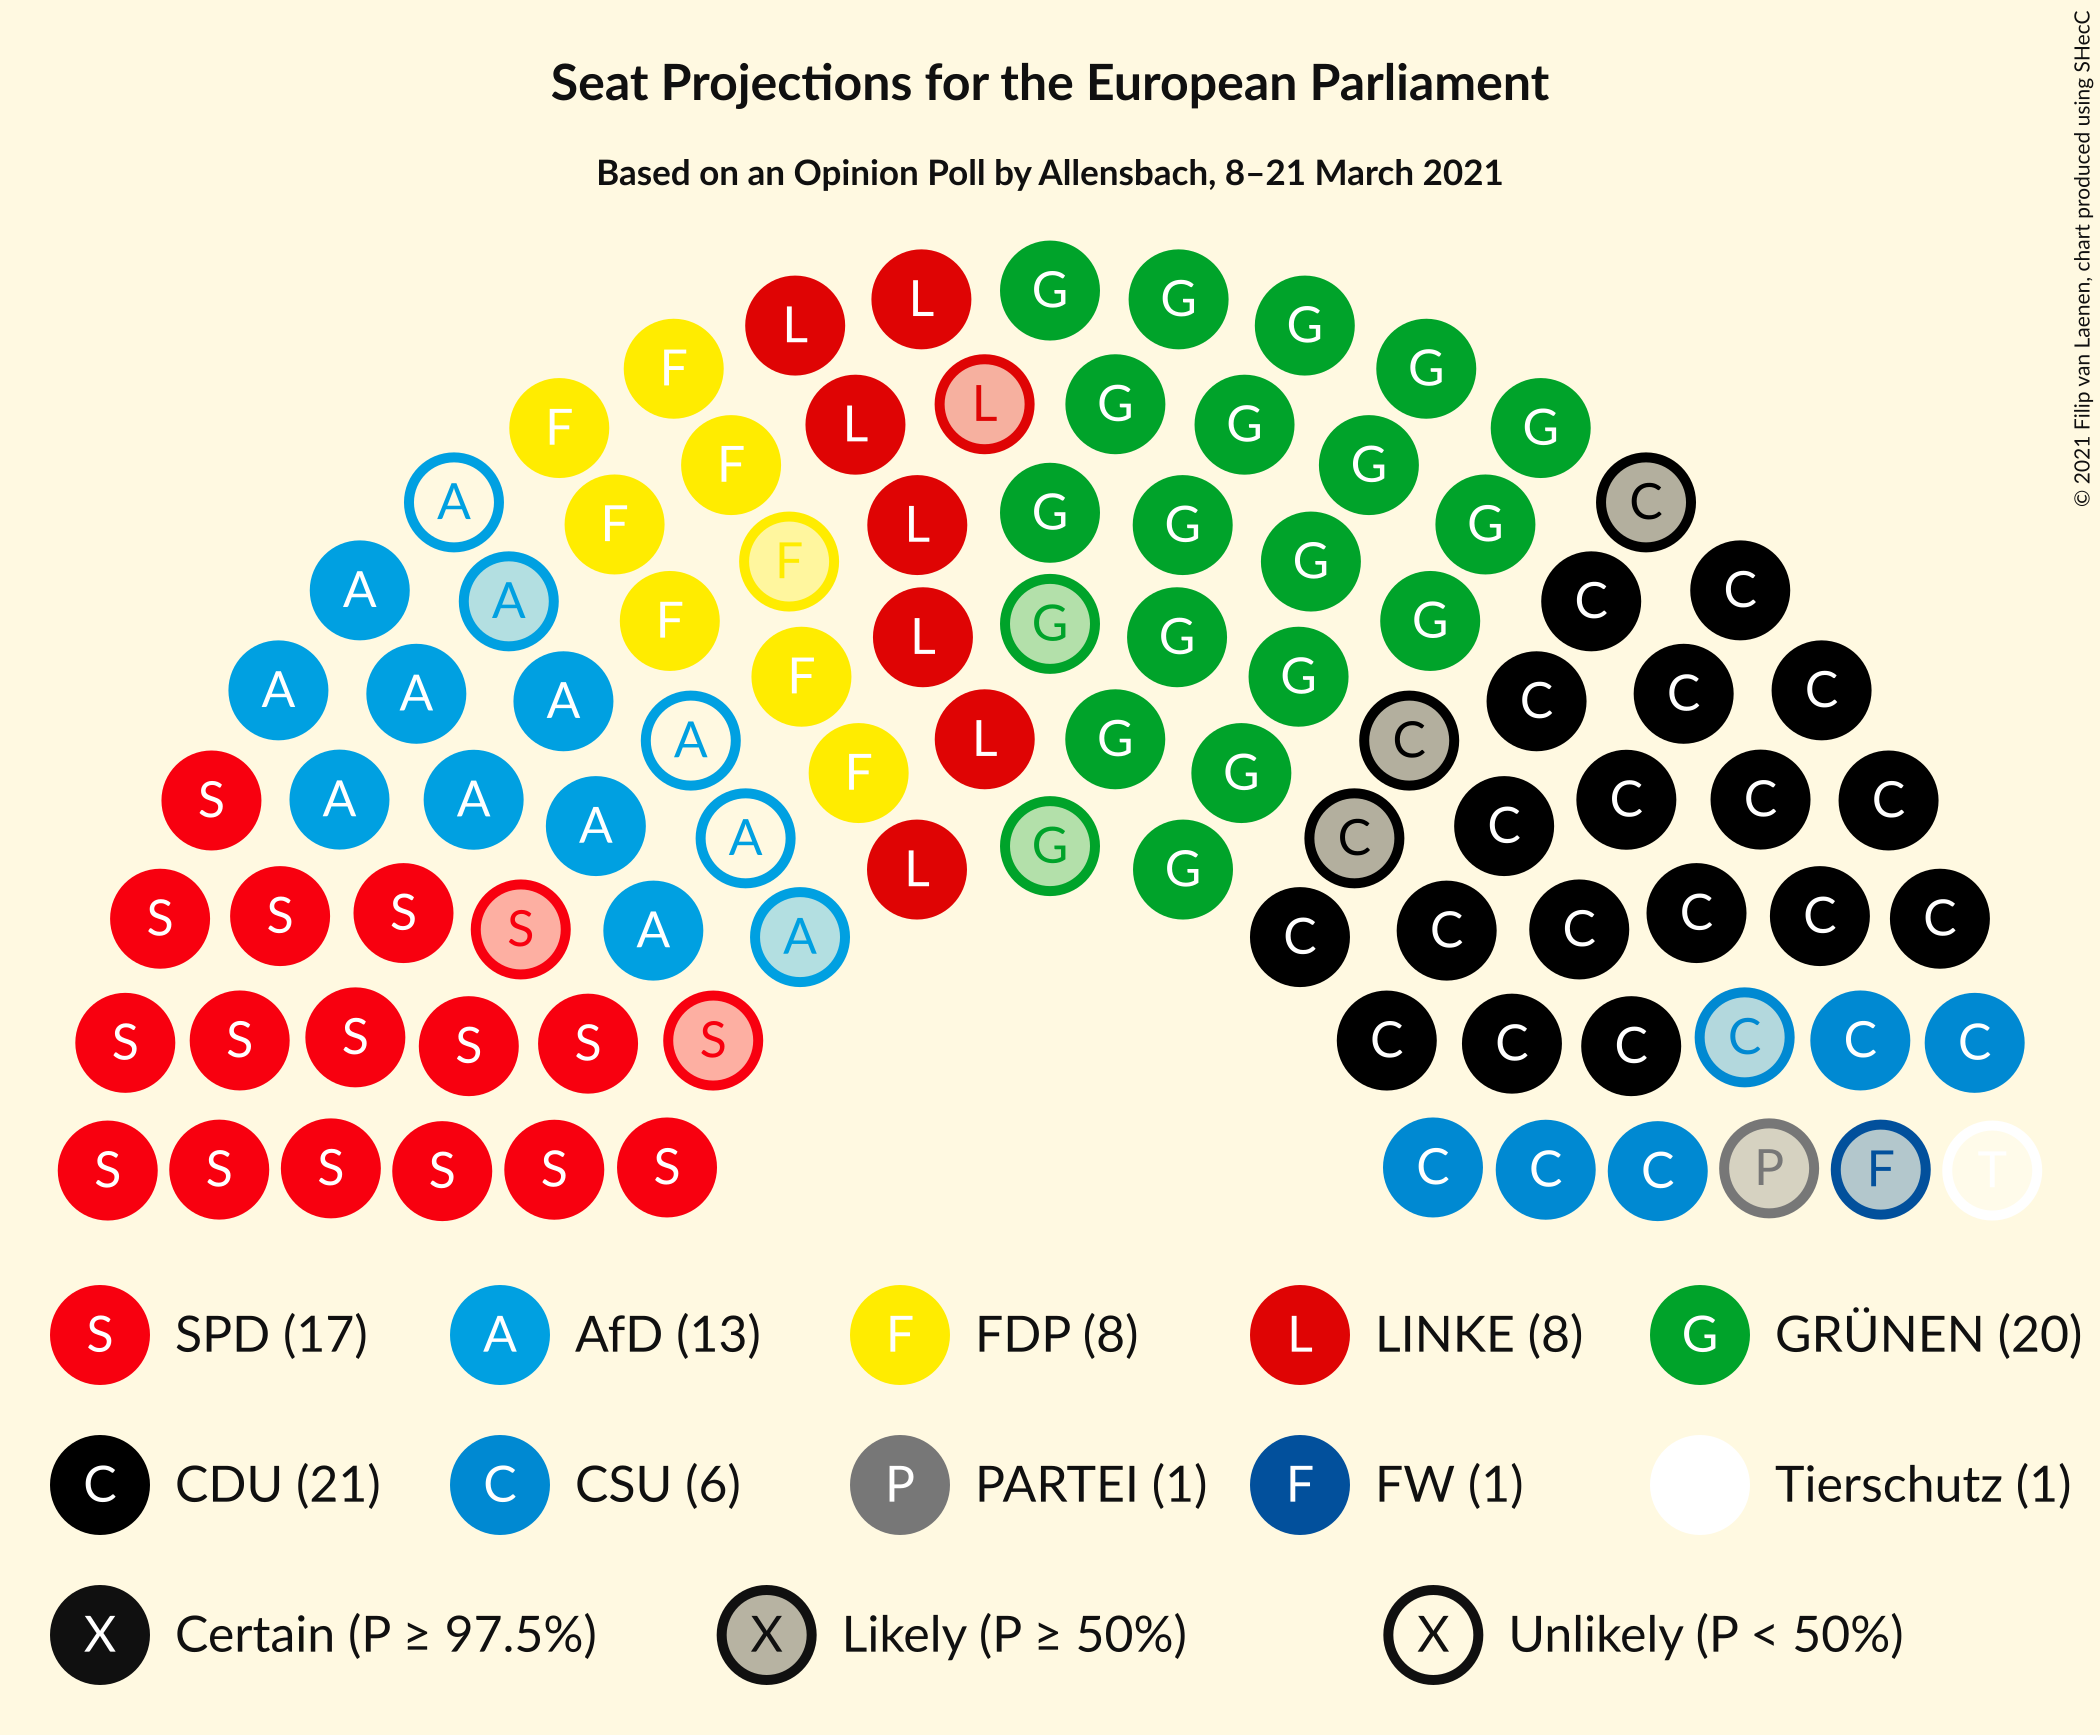 Seat Projections for the European Parliament
Based on an Opinion Poll by Allensbach, 8–21 March 2021
© 2021 Filip van Laenen, chart produced using SHecC
L G G
L G
F G
L G
F L G G
F G
A C
F L G G G
F G
A A C C
F L G G G
A A A F G C C C
A L G C
F G
S A A C C C
A A C C
L G G
S S S S A A C C C C C C
S S S S S S C C C C C C
S S S S S S C C C P F T
S SPD (17)
A AfD (13)
F FDP (8)
L LINKE (8)
G GRÜNEN (20)
C CDU (21)
C CSU (6)
P PARTEI (1)
F FW (1)
Tierschutz (1)
X Certain (P ≥ 97.5%)
X Likely (P ≥ 50%)
X Unlikely (P < 50%)